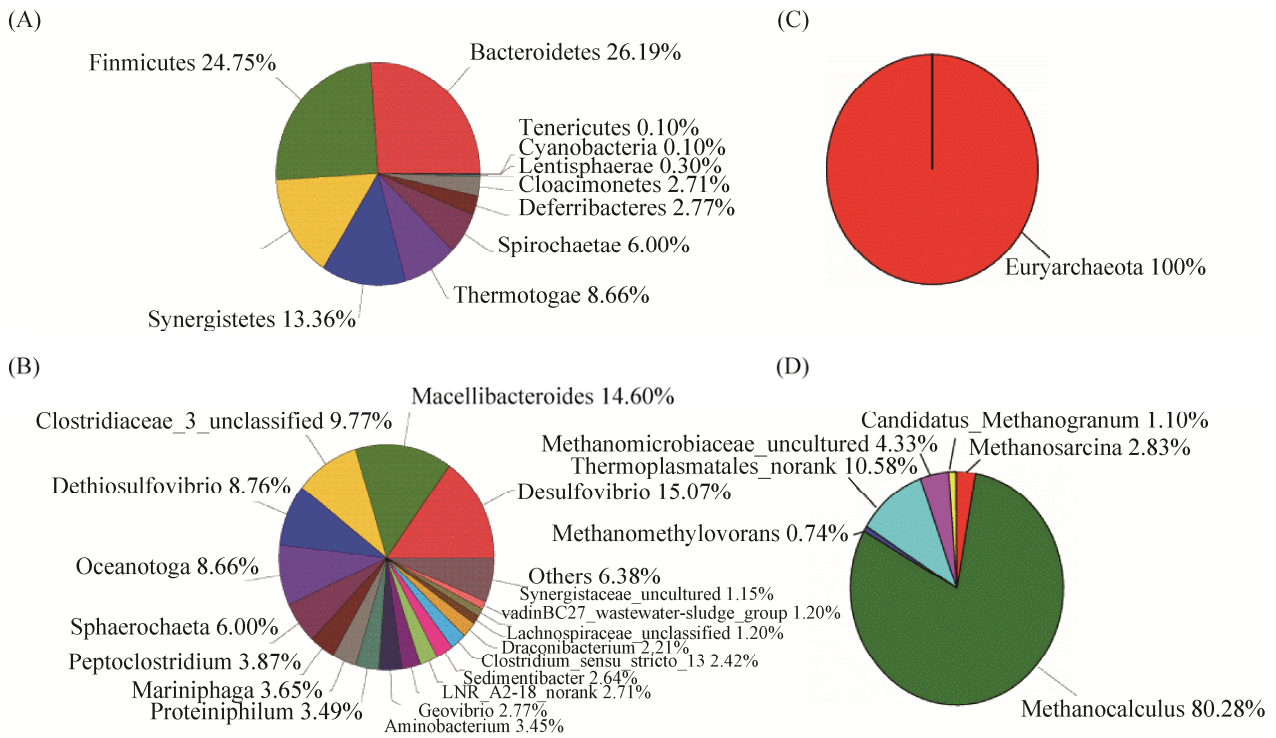 (A)
Finmicutes 24.75%
Bacteroidetes 26.19%
Tenericutes 0.10%
Cyanobacteria 0.10%
Lentisphaerae 0.30%
Cloacimonetes 2.71%
Deferribacteres 2.77%
Spirochaetae 6.00%
Thermotogae 8.66%
Synergistetes 13.36%
(C)
Euryarchaeota 100%
(B)
Macellibacteroides 14.60%
Clostridiaceae_3_unclassified 9.77%
Dethiosulfovibrio 8.76%
Desulfovibrio 15.07%
Oceanotoga 8.66%
Others 6.38%
Synergistaceae_uncultured 1.15%
vadinBC27_wastewater-sludge_group 1.20%
Sphaerochaeta 6.00%
Lachnospiraceae_unclassified 1.20%
Draconibacterium 2,21%
Peptoclostridium 3.87%
Clostridium_sensu_stricto_13 2.42%
Sedimentibacter 2.64%
Mariniphaga 3.65%
LNR_A2-18_norank 2.71%
Proteiniphilum 3.49%
Geovibrio 2.77%
Aminobacterium 3.45%
(D)
Candidatus_Methanogranum 1.10%
Methanomicrobiaceae_uncultured 4.33%
Methanosarcina 2.83%
Thermoplasmatales_norank 10.58%
Methanomethylovorans 0.74%
Methanocalculus 80.28%